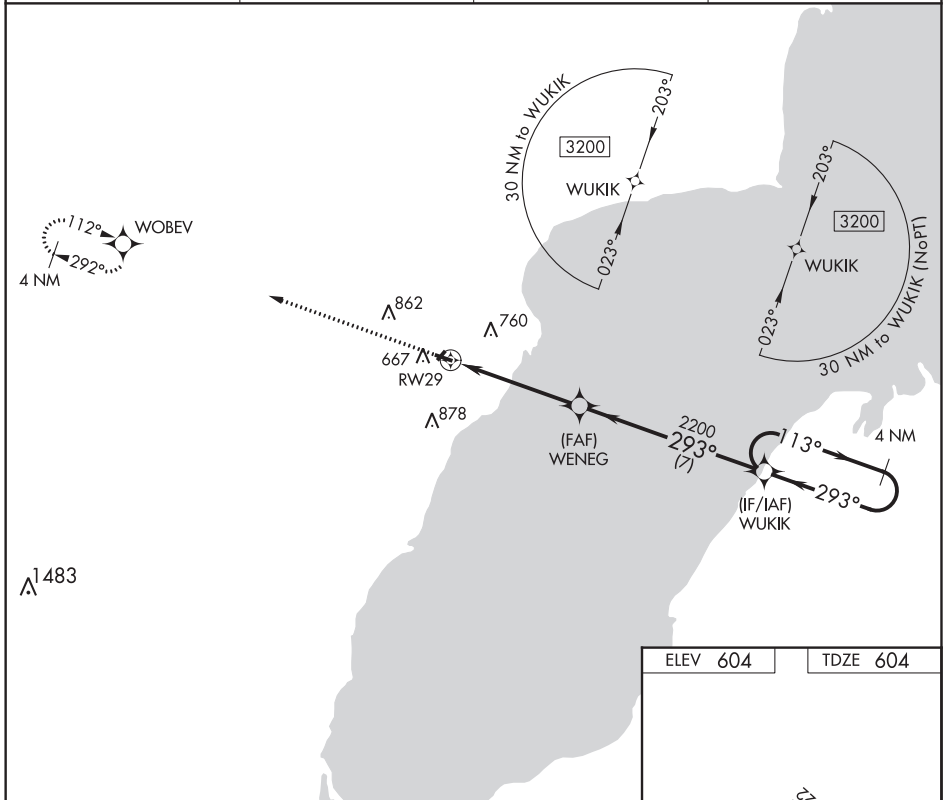 30 NM to WUKIK
203°
3200
WUKIK
023°
203°
3200
WUKIK
023°
30 NM to WUKIK (NoPT)
112°
WOBEV
292°
4 NM
862
760
667
RW29
878
(FAF)
WENEG
2200
293°
(7)
113°
4 NM
293°
(IF/IAF)
WUKIK
1483
ELEV 604
TDZE 604
22